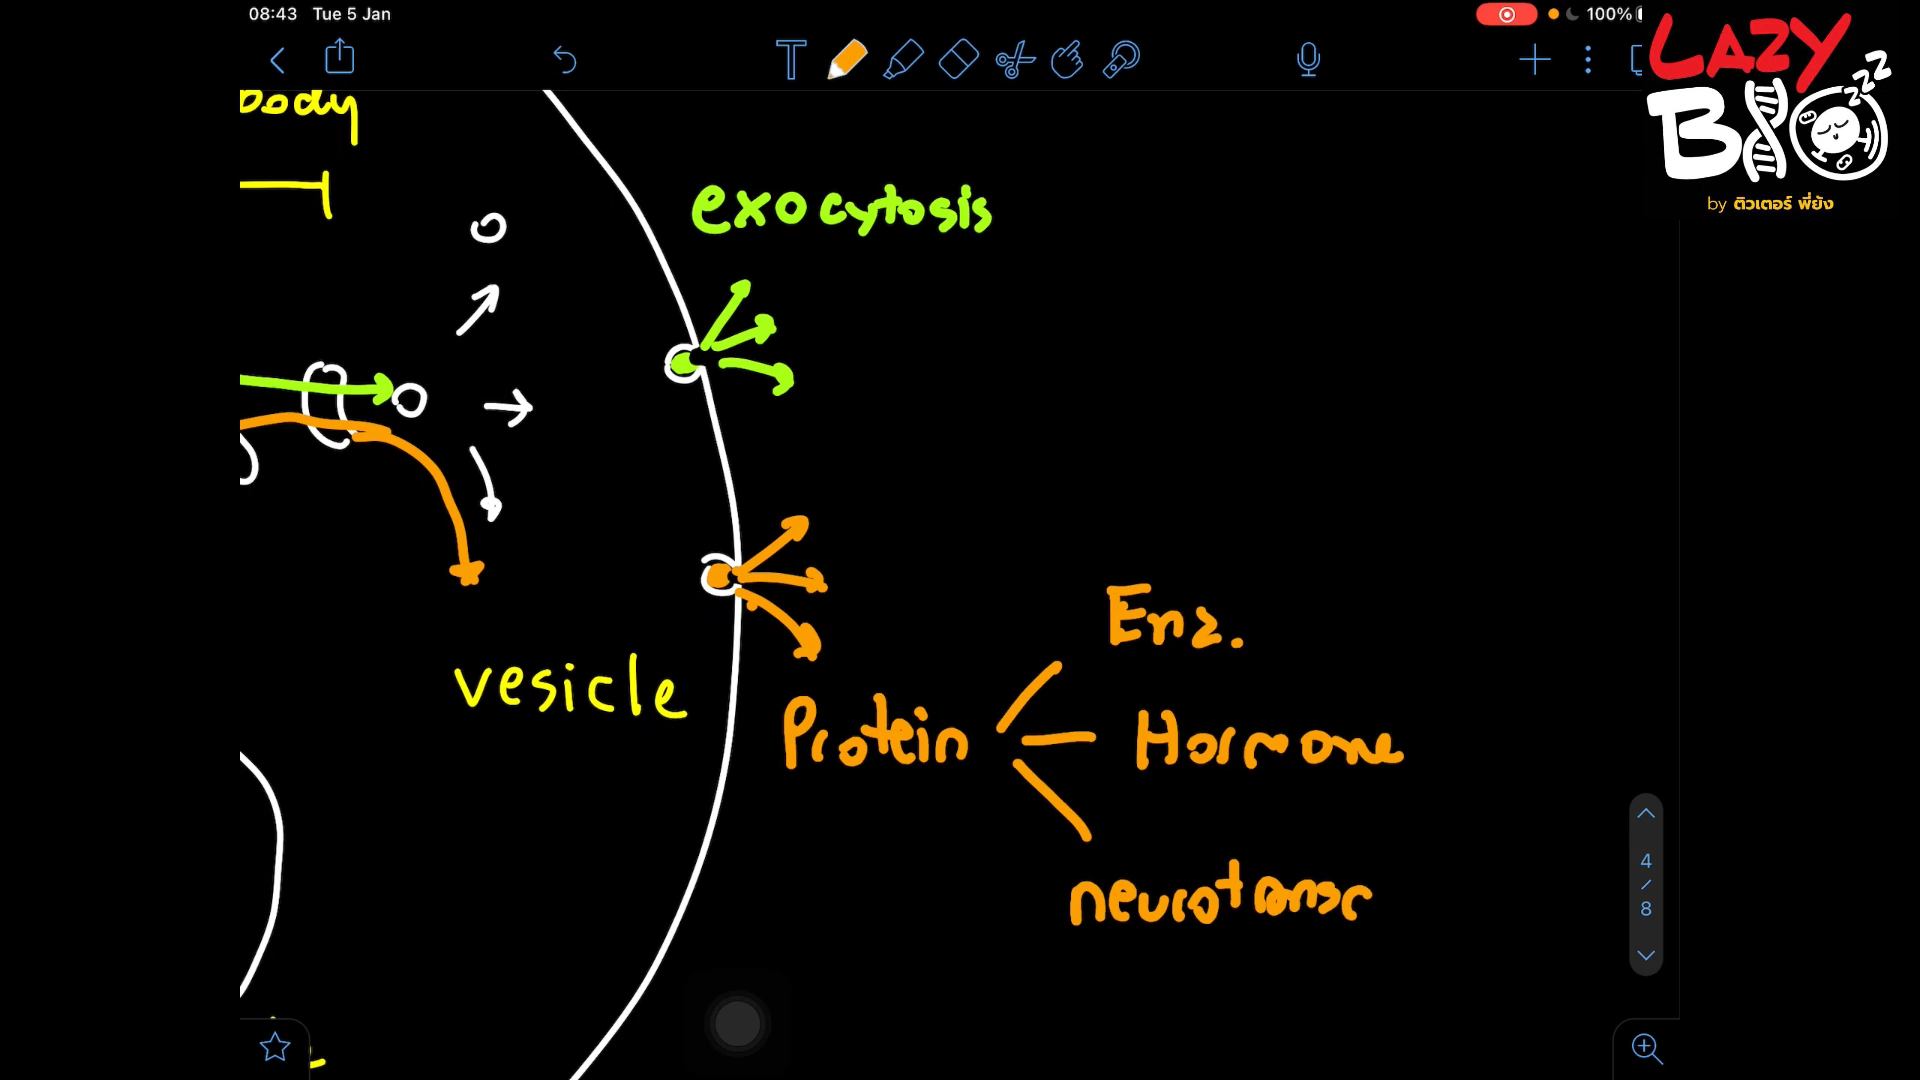 08:43 Tue 5 Jan
100%
LAZY
BIO
zzz
by ติวเตอร์ พี่ยัง
body
exocytosis
vesicle
Enz.
Protein
Hormone
4
/
8